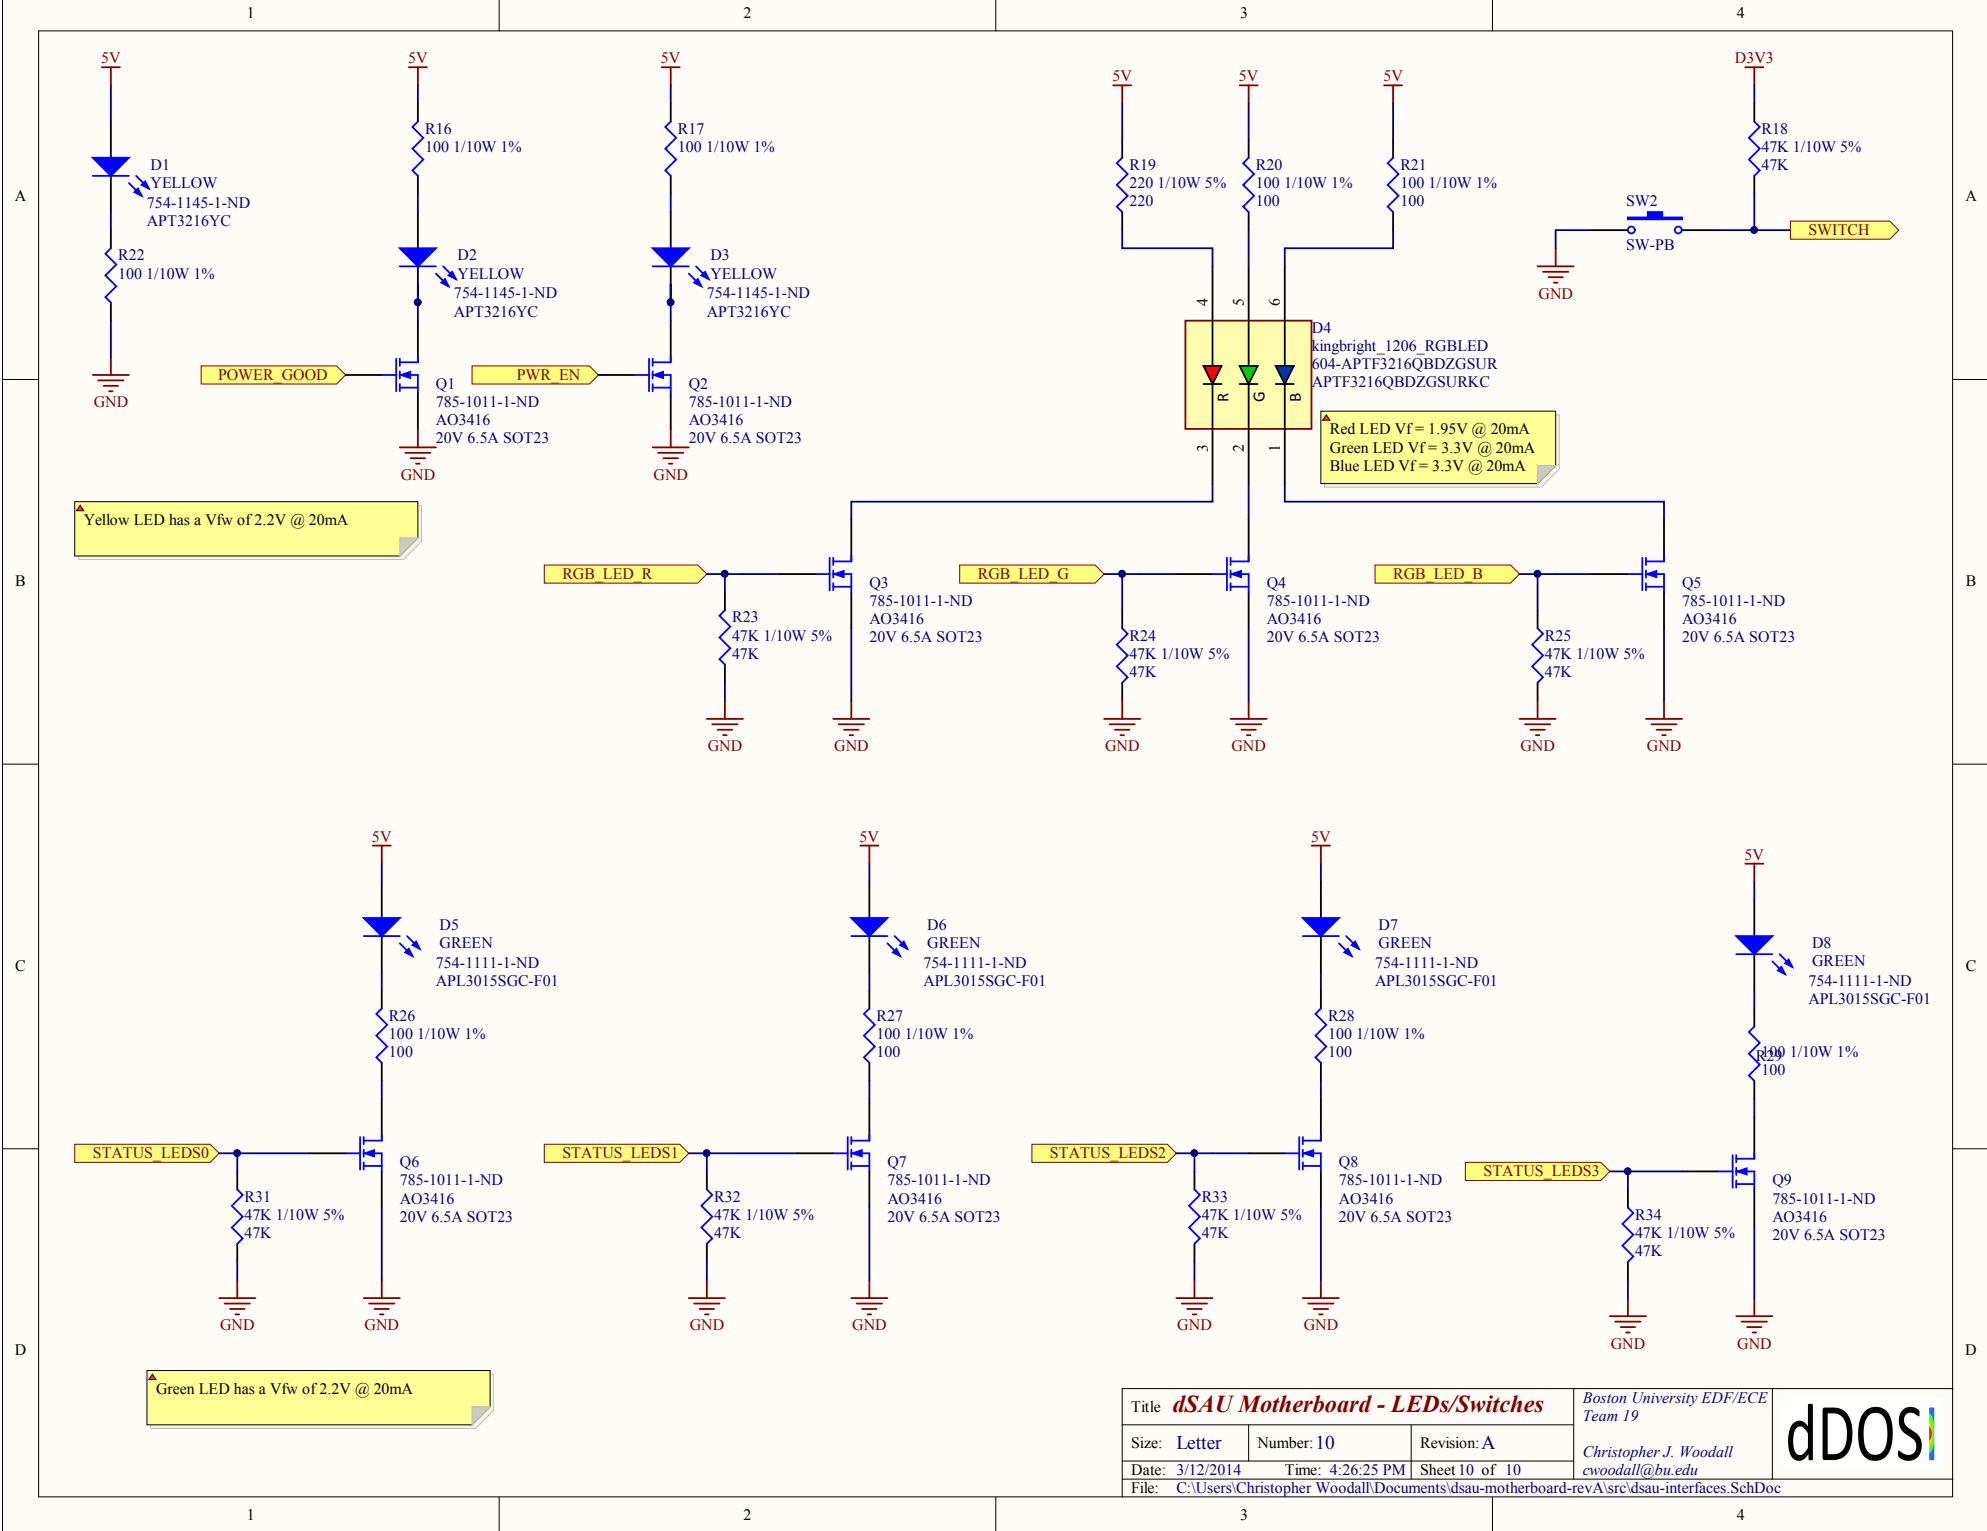 1
2
3
4
A
A
B
B
C
C
D
D
5V
D1
YELLOW
754-1145-1-ND
APT3216YC
R22
100 1/10W 1%
GND
5V
R16
100 1/10W 1%
D2
YELLOW
754-1145-1-ND
APT3216YC
POWER_GOOD
Q1
785-1011-1-ND
AO3416
20V 6.5A SOT23
GND
5V
R17
100 1/10W 1%
D3
YELLOW
754-1145-1-ND
APT3216YC
PWR_EN
Q2
785-1011-1-ND
AO3416
20V 6.5A SOT23
GND
Yellow LED has a Vfw of 2.2V @ 20mA
5V
R19
220 1/10W 5%
220
5V
R20
100 1/10W 1%
100
5V
R21
100 1/10W 1%
100
4
5
6
D4
kingbright_1206_RGBLED
604-APTF3216QBDZGSUR
APTF3216QBDZGSURKC
R
G
B
3
2
1
Red LED Vf = 1.95V @ 20mA
Green LED Vf = 3.3V @ 20mA
Blue LED Vf = 3.3V @ 20mA
D3V3
R18
47K 1/10W 5%
47K
SW2
SW-PB
SWITCH
GND
RGB_LED_R
R23
47K 1/10W 5%
47K
GND
Q3
785-1011-1-ND
AO3416
20V 6.5A SOT23
GND
RGB_LED_G
R24
47K 1/10W 5%
47K
GND
Q4
785-1011-1-ND
AO3416
20V 6.5A SOT23
GND
RGB_LED_B
R25
47K 1/10W 5%
47K
GND
Q5
785-1011-1-ND
AO3416
20V 6.5A SOT23
GND
5V
D5
GREEN
754-1111-1-ND
APL3015SGC-F01
R26
100 1/10W 1%
100
STATUS_LEDS0
R31
47K 1/10W 5%
47K
GND
Q6
785-1011-1-ND
AO3416
20V 6.5A SOT23
GND
5V
D6
GREEN
754-1111-1-ND
APL3015SGC-F01
R27
100 1/10W 1%
100
STATUS_LEDS1
R32
47K 1/10W 5%
47K
GND
Q7
785-1011-1-ND
AO3416
20V 6.5A SOT23
GND
5V
D7
GREEN
754-1111-1-ND
APL3015SGC-F01
R28
100 1/10W 1%
100
STATUS_LEDS2
R33
47K 1/10W 5%
47K
GND
Q8
785-1011-1-ND
AO3416
20V 6.5A SOT23
GND
5V
D8
GREEN
754-1111-1-ND
APL3015SGC-F01
R29
100 1/10W 1%
100
STATUS_LEDS3
R34
47K 1/10W 5%
47K
GND
Q9
785-1011-1-ND
AO3416
20V 6.5A SOT23
GND
Green LED has a Vfw of 2.2V @ 20mA
Title dSAU Motherboard - LEDs/Switches
Size: Letter Number: 10 Revision: A
Date: 3/12/2014 Time: 4:26:25 PM Sheet 10 of 10
File: C:\Users\Christopher Woodall\Documents\dsau-motherboard-revA\src\dsau-interfaces.SchDoc
Boston University EDF/ECE
Team 19
Christopher J. Woodall
cwoodall@bu.edu
dDOSI
1
2
3
4